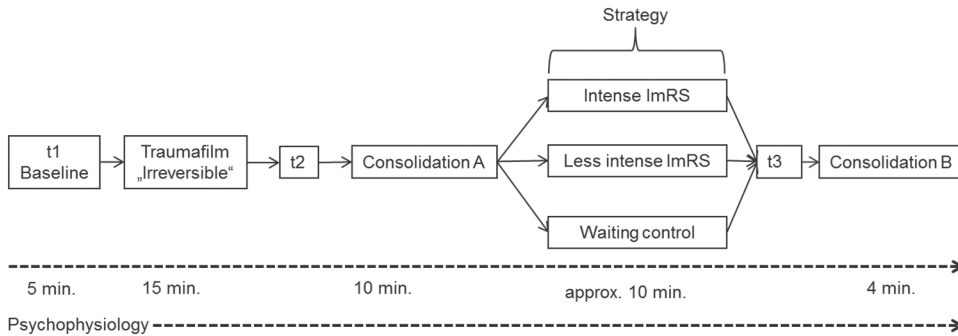 Strategy
Intense ImRS
t1
Baseline
Traumafilm
„Irreversible“
t2
Consolidation A
Less intense ImRS
t3
Consolidation B
Waiting control
5 min.
15 min.
10 min.
approx. 10 min.
4 min.
Psychophysiology